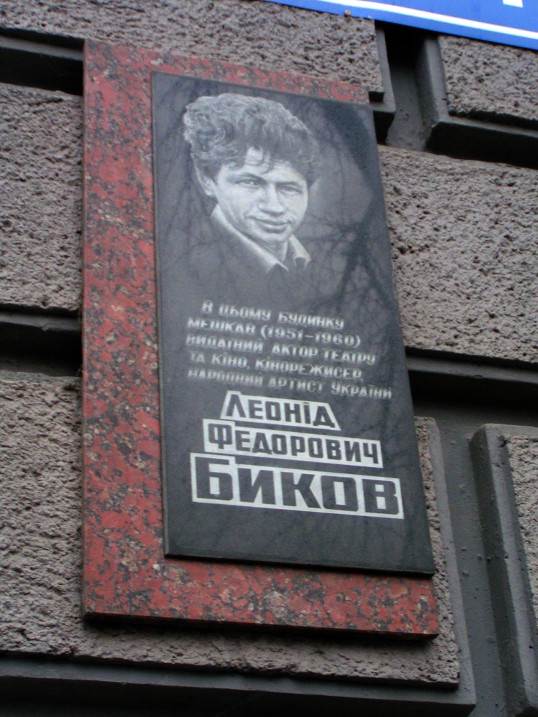 В ЦЬОМУ БУДИНКУ
МЕШКАВ (1951–1960)
ВИДАТНИЙ АКТОР ТЕАТРУ
ТА КІНО, КІНОРЕЖИСЕР
НАРОДНИЙ АРТИСТ УКРАЇНИ
ЛЕОНІД
ФЕДОРОВИЧ
БИКОВ